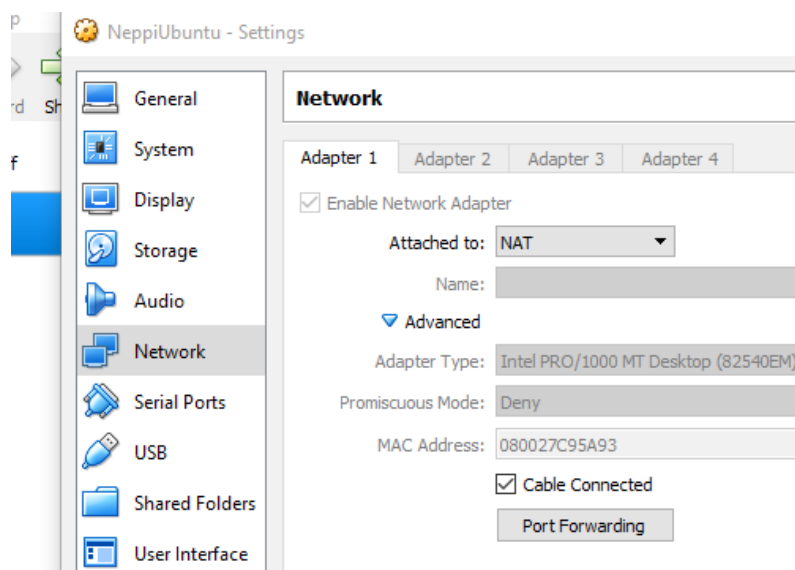 p
NeppiUbuntu - Settings
rd
Sh
f
General
System
Display
Storage
Audio
Network
Serial Ports
USB
Shared Folders
User Interface
Network
Adapter 1 Adapter 2 Adapter 3 Adapter 4
Enable Network Adapter
Attached to: NAT
Name:
Advanced
Adapter Type: Intel PRO/1000 MT Desktop (82540EM)
Promiscuous Mode: Deny
MAC Address: 080027C95A93
Cable Connected
Port Forwarding